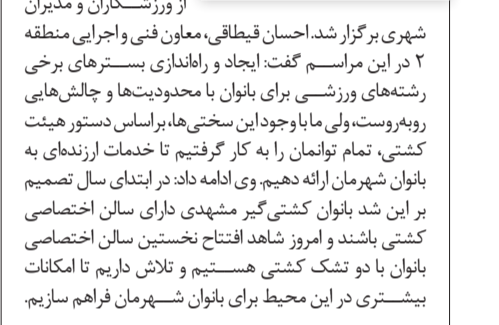 از ورزشکاران و مدیران
شهری برگزار شد. احسان قیطاقی، معاون فنی و اجرایی منطقه
۲ در این مراسم گفت: ایجاد و راه‌اندازی بسترهای برخی
رشته‌های ورزشی برای بانوان با محدودیت‌ها و چالش‌هایی
روبه‌روست، ولی ما با وجود این سختی‌ها، براساس دستور هیئت
کشتی، تمام توانمان را به کار گرفتیم تا خدمات ارزنده‌ای به
بانوان شهرمان ارائه دهیم. وی ادامه داد: در ابتدای سال تصمیم
بر این شد بانوان کشتی‌گیر مشهدی دارای سالن اختصاصی
کشتی باشند و امروز شاهد افتتاح نخستین سالن اختصاصی
بانوان با دو تشک کشتی هستیم و تلاش داریم تا امکانات
بیشتری در این محیط برای بانوان شهرمان فراهم سازیم.